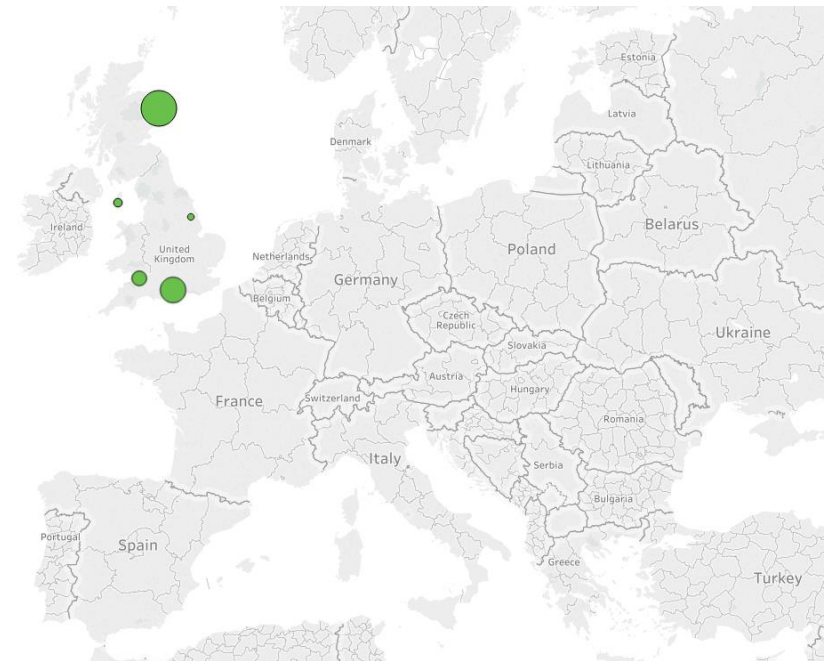 Estonia
Latvia
Denmark
Lithuania
Ireland
Belarus
United
Kingdom
Netherlands
Poland
Germany
Belgium
Czech
Republic
Ukraine
Slovakia
Austria
Hungary
France
Switzerland
Romania
Italy
Serbia
Bulgaria
Portugal
Spain
Greece
Turkey